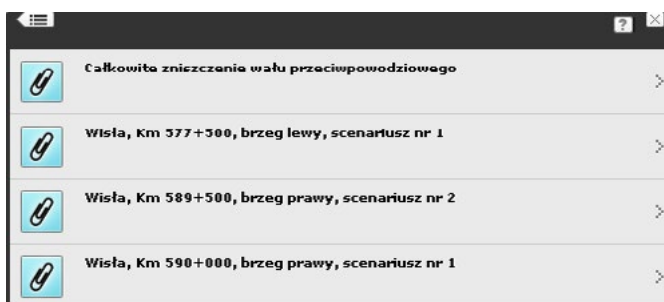 Całkowite zniszczenie wału przeciwpowodziowego
Wisła, Km 577+500, brzeg lewy, scenariusz nr 1
Wisła, Km 589+500, brzeg prawy, scenariusz nr 2
Wisła, Km 590+000, brzeg prawy, scenariusz nr 1